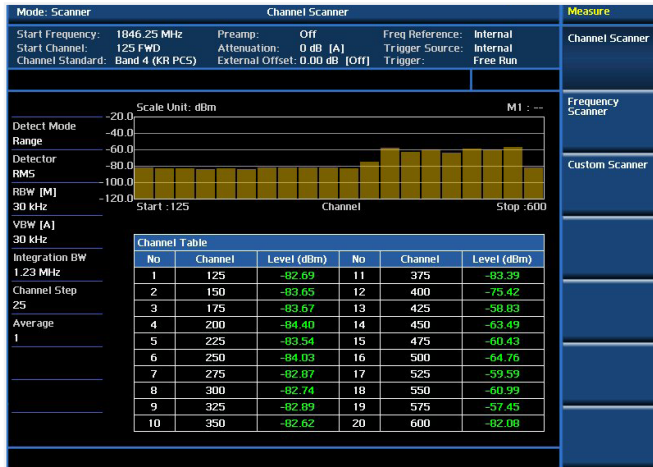 Mode: Scanner Channel Scanner Measure
Start Frequency: 1846.25 MHz Preamp: Off Freq Reference: Internal
Start Channel: 125 FWD Attenuation: 0 dB [A] Trigger Source: Internal
Channel Standard: Band 4 (KR PCS) External Offset: 0.00 dB [Off] Trigger: Free Run
Channel Scanner
Frequency
Scanner
Custom Scanner
Detect Mode
Range
Detector
RMS
RBW [M]
30 kHz
VBW [A]
30 kHz
Integration BW
1.23 MHz
Channel Step
25
Average
1
Scale Unit: dBm M1 : --
-20.0
-40.0
-60.0
-80.0
-100.0
-120.0
Start :125 Channel Stop :600
Channel Table
No Channel Level (dBm) No Channel Level (dBm)
1 125 -82.69 11 375 -83.39
2 150 -83.65 12 400 -75.42
3 175 -83.67 13 425 -58.83
4 200 -84.40 14 450 -63.49
5 225 -83.54 15 475 -60.43
6 250 -84.03 16 500 -64.76
7 275 -82.87 17 525 -59.59
8 300 -82.74 18 550 -60.99
9 325 -82.89 19 575 -57.45
10 350 -82.62 20 600 -82.08